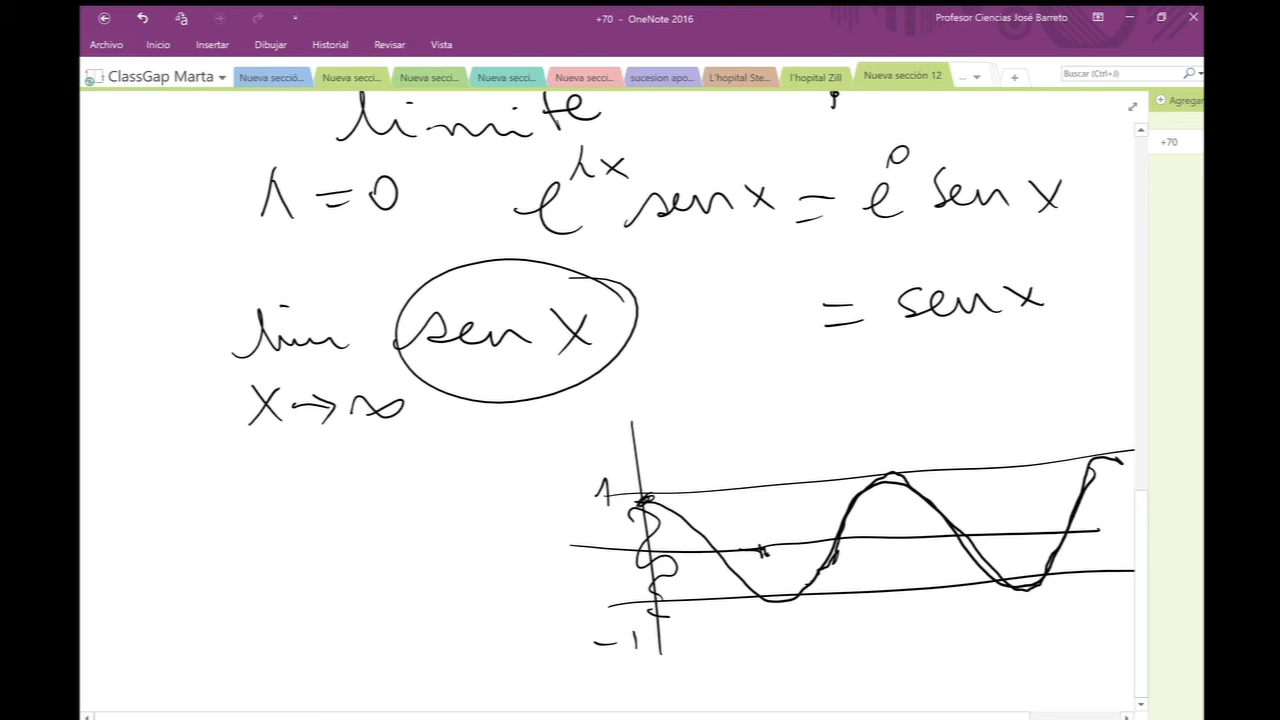 +70 - OneNote 2016
Profesor Ciencias José Barreto
Archivo Inicio Insertar Dibujar Historial Revisar Vista
ClassGap Marta
Nueva secció...
Nueva secci...
Nueva secci...
Nueva secci...
Nueva secci...
sucesion apo...
L'hopital Ste...
l'hopital Zill
Nueva sección 12
...
Buscar (Ctrl+J)
Agregar
+70
limite
λ = 0 e^{λx} sen x = e^0 sen x
= sen x
lim sen x
x → ∞
1
-1